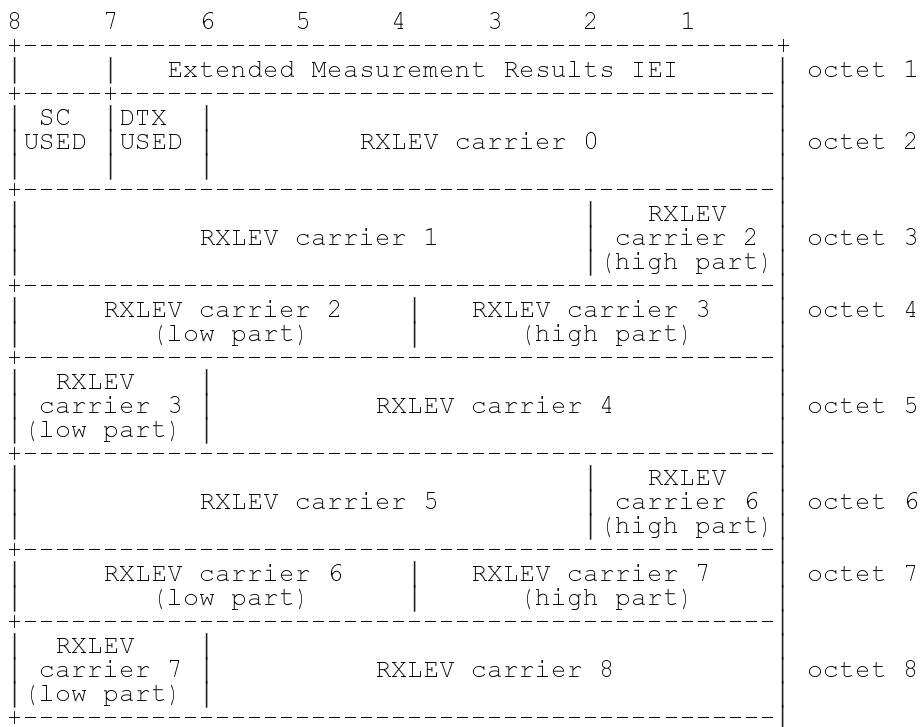 8 7 6 5 4 3 2 1
Extended Measurement Results IEI octet 1
SC DTX
USED USED RXLEV carrier 0 octet 2
RXLEV
RXLEV carrier 1 carrier 2 octet 3
(high part)
RXLEV carrier 2 RXLEV carrier 3 octet 4
(low part) (high part)
RXLEV
carrier 3 RXLEV carrier 4 octet 5
(low part)
RXLEV
RXLEV carrier 5 carrier 6 octet 6
(high part)
RXLEV carrier 6 RXLEV carrier 7 octet 7
(low part) (high part)
RXLEV
carrier 7 RXLEV carrier 8 octet 8
(low part)